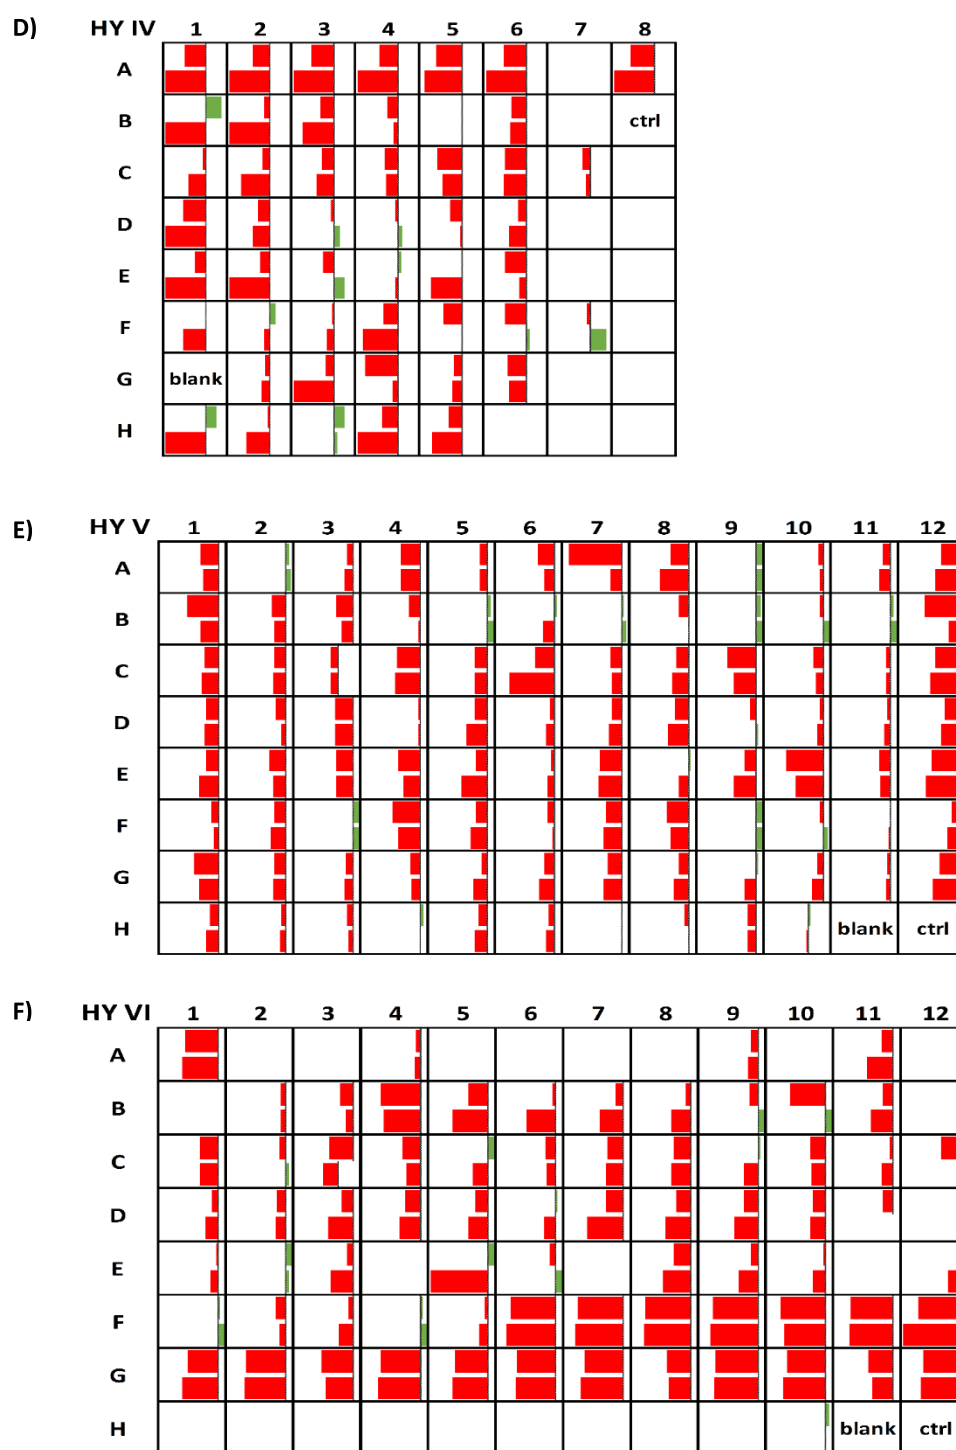 D) HY IV 1 2 3 4 5 6 7 8
A
B ctrl
C
D
E
F
G blank
H
E) HY V 1 2 3 4 5 6 7 8 9 10 11 12
A
B
C
D
E
F
G
H blank ctrl
F) HY VI 1 2 3 4 5 6 7 8 9 10 11 12
A
B
C
D
E
F
G
H blank ctrl